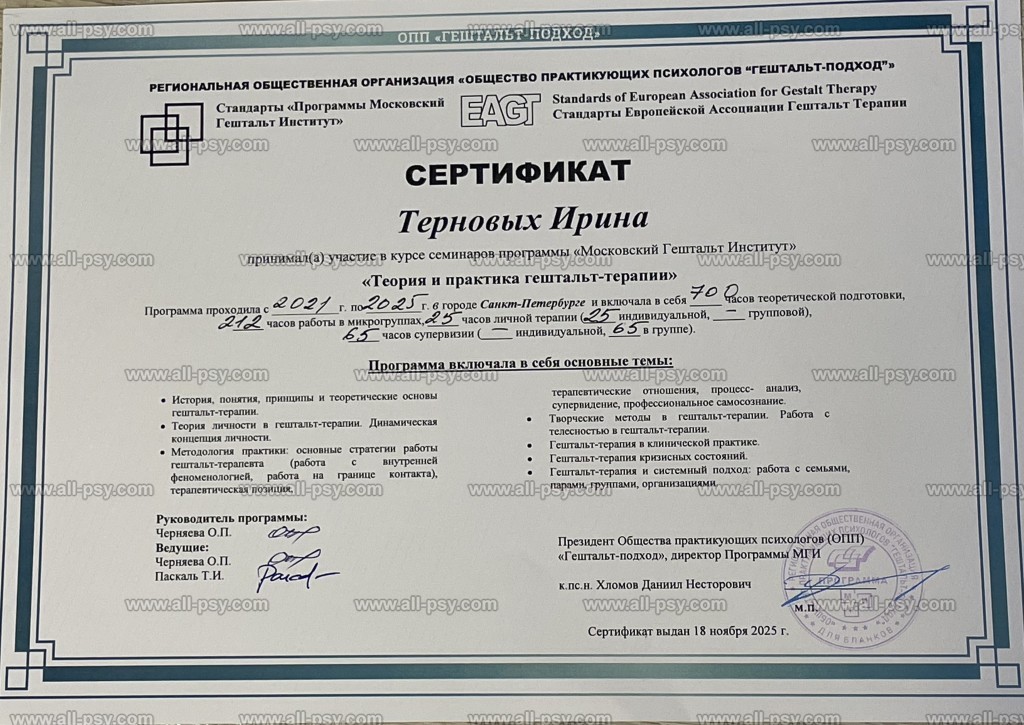 ОПП «ГЕШТАЛЬТ-ПОДХОД»
РЕГИОНАЛЬНАЯ ОБЩЕСТВЕННАЯ ОРГАНИЗАЦИЯ «ОБЩЕСТВО ПРАКТИКУЮЩИХ ПСИХОЛОГОВ "ГЕШТАЛЬТ-ПОДХОД"»
Стандарты «Программы Московский
Гештальт Институт»
EAGT
Standards of European Association for Gestalt Therapy
Стандарты Европейской Ассоциации Гештальт Терапии
СЕРТИФИКАТ
Терновых Ирина
принимал(а) участие в курсе семинаров программы «Московский Гештальт Институт»
«Теория и практика гештальт-терапии»
Программа проходила с 2021 г. по 2025 г. в городе Санкт-Петербурге и включала в себя 700 часов теоретической подготовки,
212 часов работы в микрогруппах, 25 часов личной терапии (25 индивидуальной, — групповой),
65 часов супервизии (— индивидуальной, 65 в группе).
Программа включала в себя основные темы:
• История, понятия, принципы и теоретические основы
гештальт-терапии.
• Теория личности в гештальт-терапии. Динамическая
концепция личности.
• Методология практики: основные стратегии работы
гештальт-терапевта (работа с внутренней
феноменологией, работа на границе контакта),
терапевтическая позиция,
терапевтические отношения, процесс- анализ,
супервидение, профессиональное самосознание.
• Творческие методы в гештальт-терапии. Работа с
телесностью в гештальт-терапии.
• Гештальт-терапия в клинической практике.
• Гештальт-терапия кризисных состояний.
• Гештальт-терапия и системный подход: работа с семьями,
парами, группами, организациями.
Руководитель программы:
Черняева О.П.
Ведущие:
Черняева О.П.
Паскаль Т.И.
Президент Общества практикующих психологов (ОПП)
«Гештальт-подход», директор Программы МГИ
к.пс.н. Хломов Даниил Несторович
М.П.
Сертификат выдан 18 ноября 2025 г.
ПРОГРАММА
ДЛЯ БЛАНКОВ
www.all-psy.com